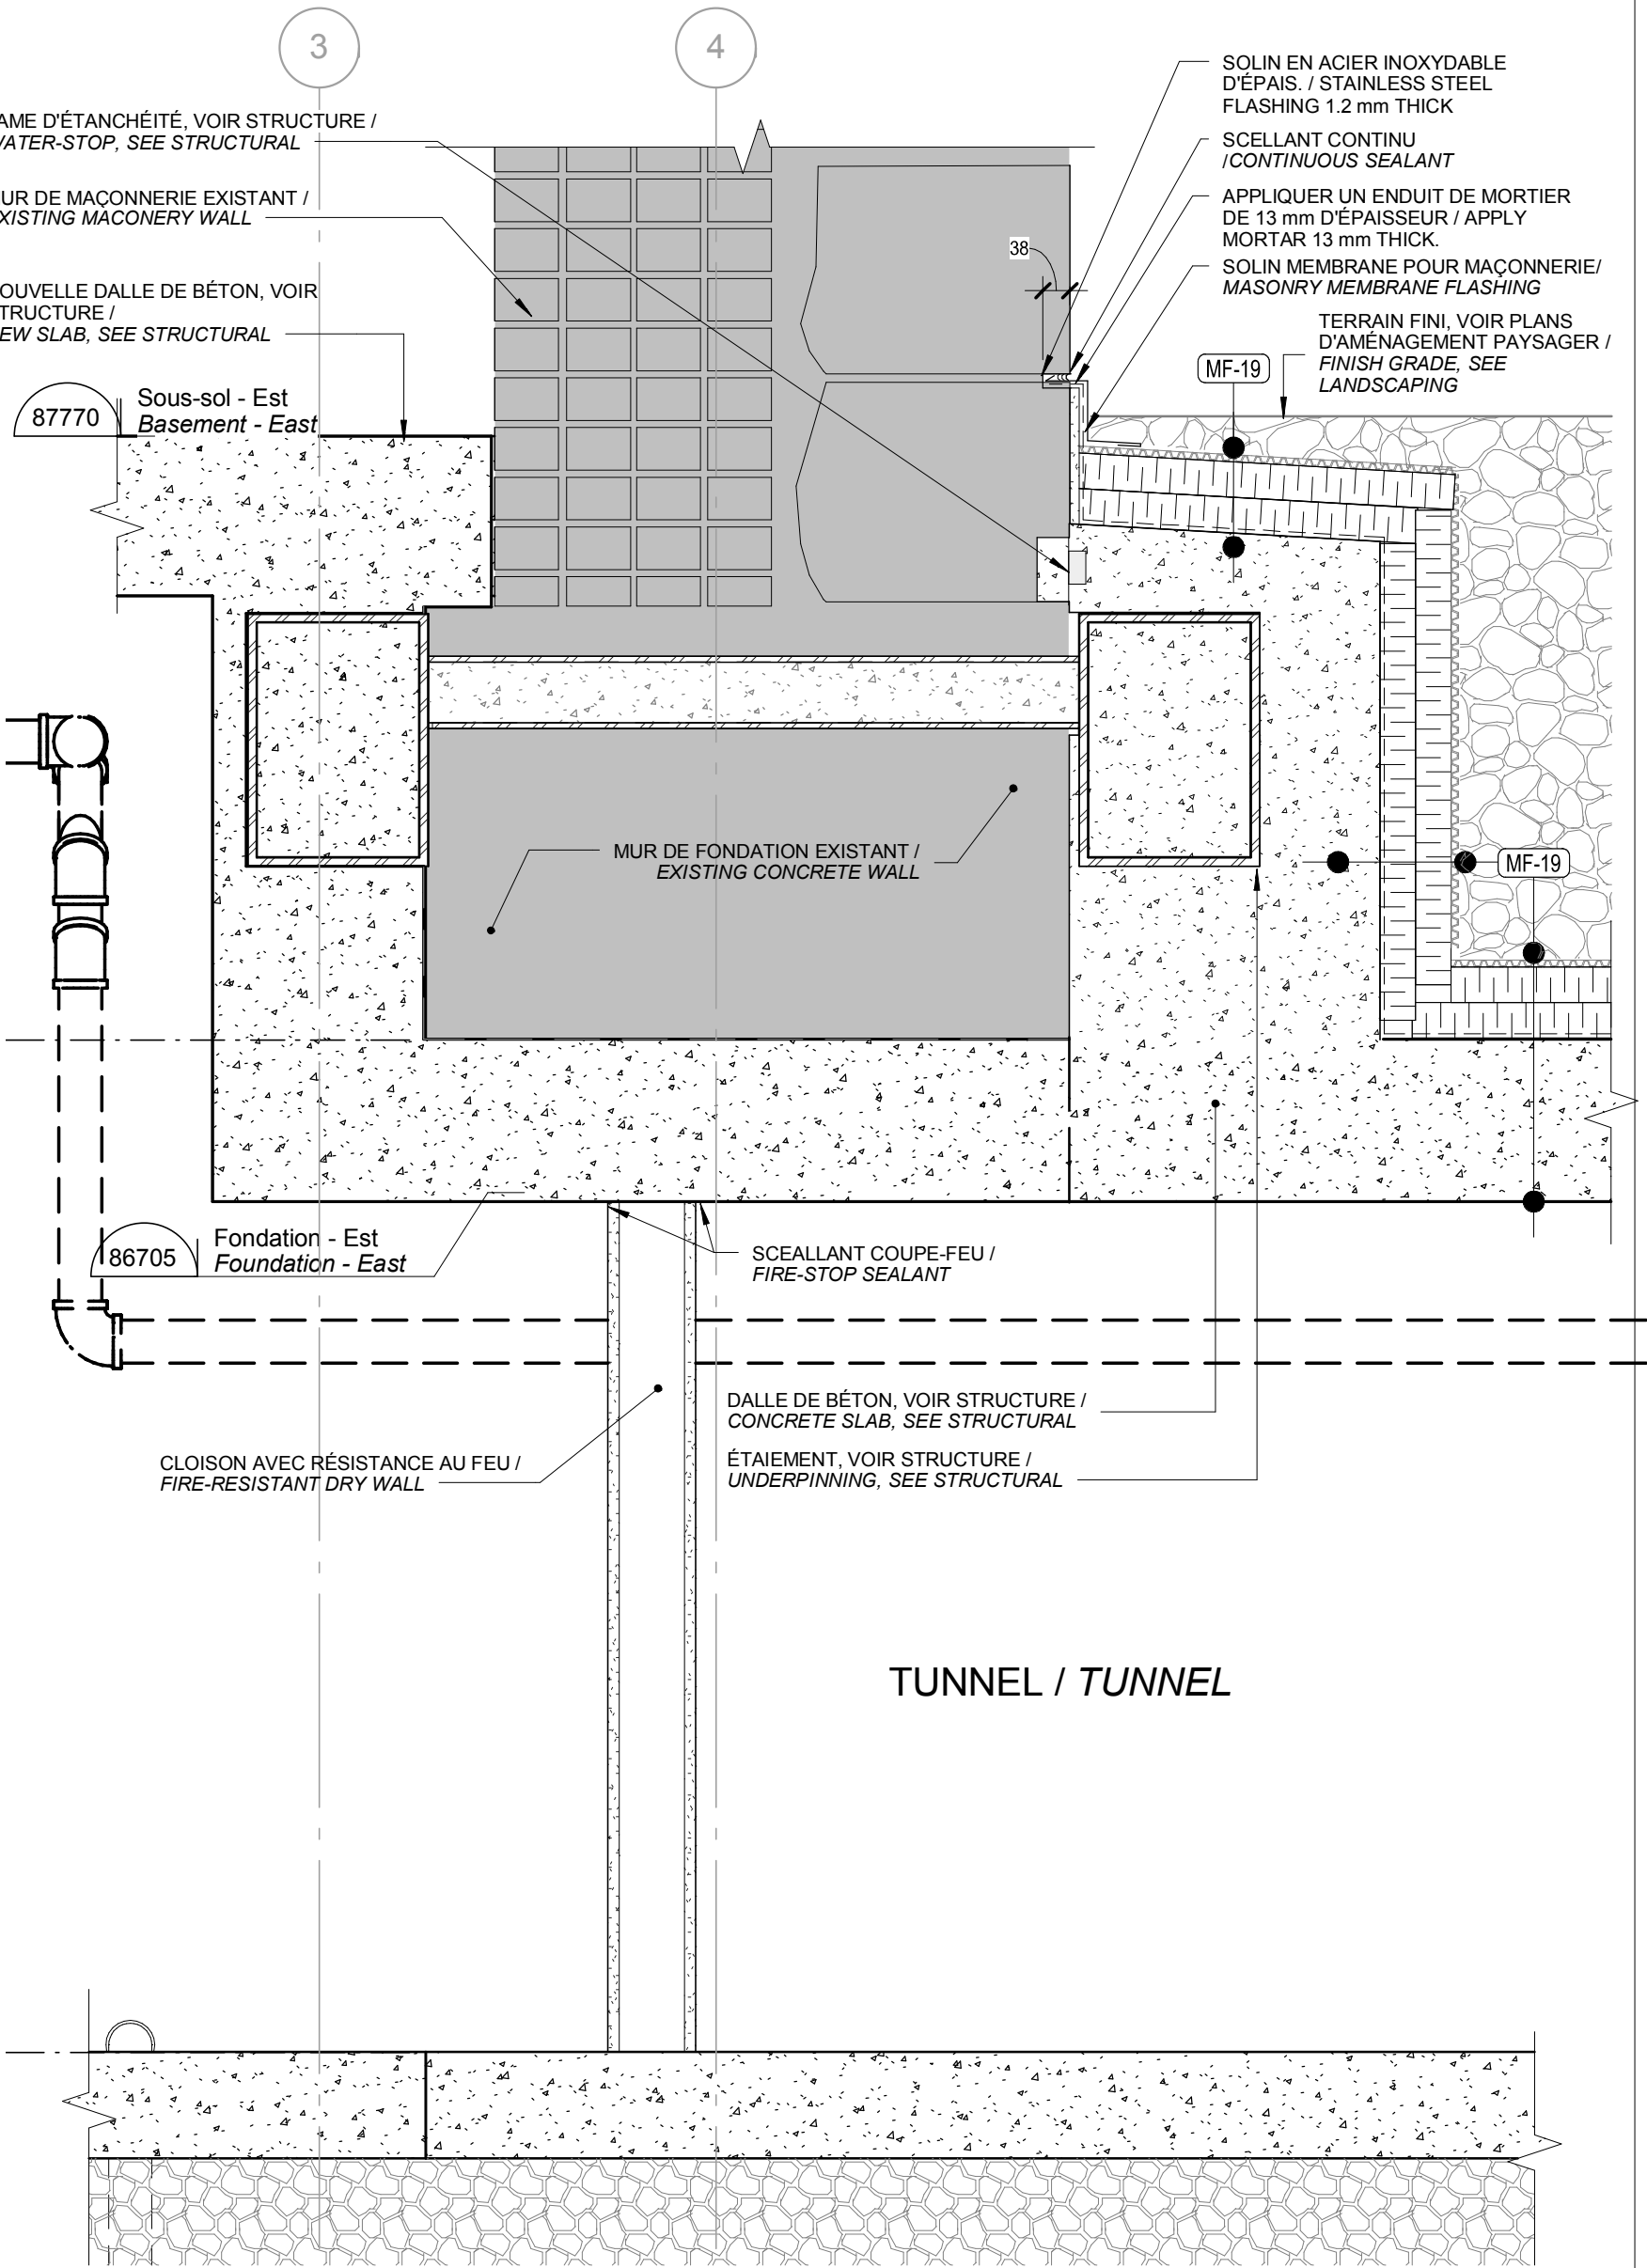 3
4
AME D'ÉTANCHÉITÉ, VOIR STRUCTURE /
WATER-STOP, SEE STRUCTURAL
UR DE MAÇONNERIE EXISTANT /
XISTING MACONERY WALL
OUVELLE DALLE DE BÉTON, VOIR
TRUCTURE /
EW SLAB, SEE STRUCTURAL
87770
Sous-sol - Est
Basement - East
SOLIN EN ACIER INOXYDABLE
D'ÉPAIS. / STAINLESS STEEL
FLASHING 1.2 mm THICK
SCELLANT CONTINU
/CONTINUOUS SEALANT
APPLIQUER UN ENDUIT DE MORTIER
DE 13 mm D'ÉPAISSEUR / APPLY
MORTAR 13 mm THICK.
SOLIN MEMBRANE POUR MAÇONNERIE/
MASONRY MEMBRANE FLASHING
TERRAIN FINI, VOIR PLANS
D'AMÉNAGEMENT PAYSAGER /
FINISH GRADE, SEE
LANDSCAPING
38
MF-19
MUR DE FONDATION EXISTANT /
EXISTING CONCRETE WALL
MF-19
86705
Fondation - Est
Foundation - East
SCEALLANT COUPE-FEU /
FIRE-STOP SEALANT
DALLE DE BÉTON, VOIR STRUCTURE /
CONCRETE SLAB, SEE STRUCTURAL
CLOISON AVEC RÉSISTANCE AU FEU /
FIRE-RESISTANT DRY WALL
ÉTAIEMENT, VOIR STRUCTURE /
UNDERPINNING, SEE STRUCTURAL
TUNNEL / TUNNEL